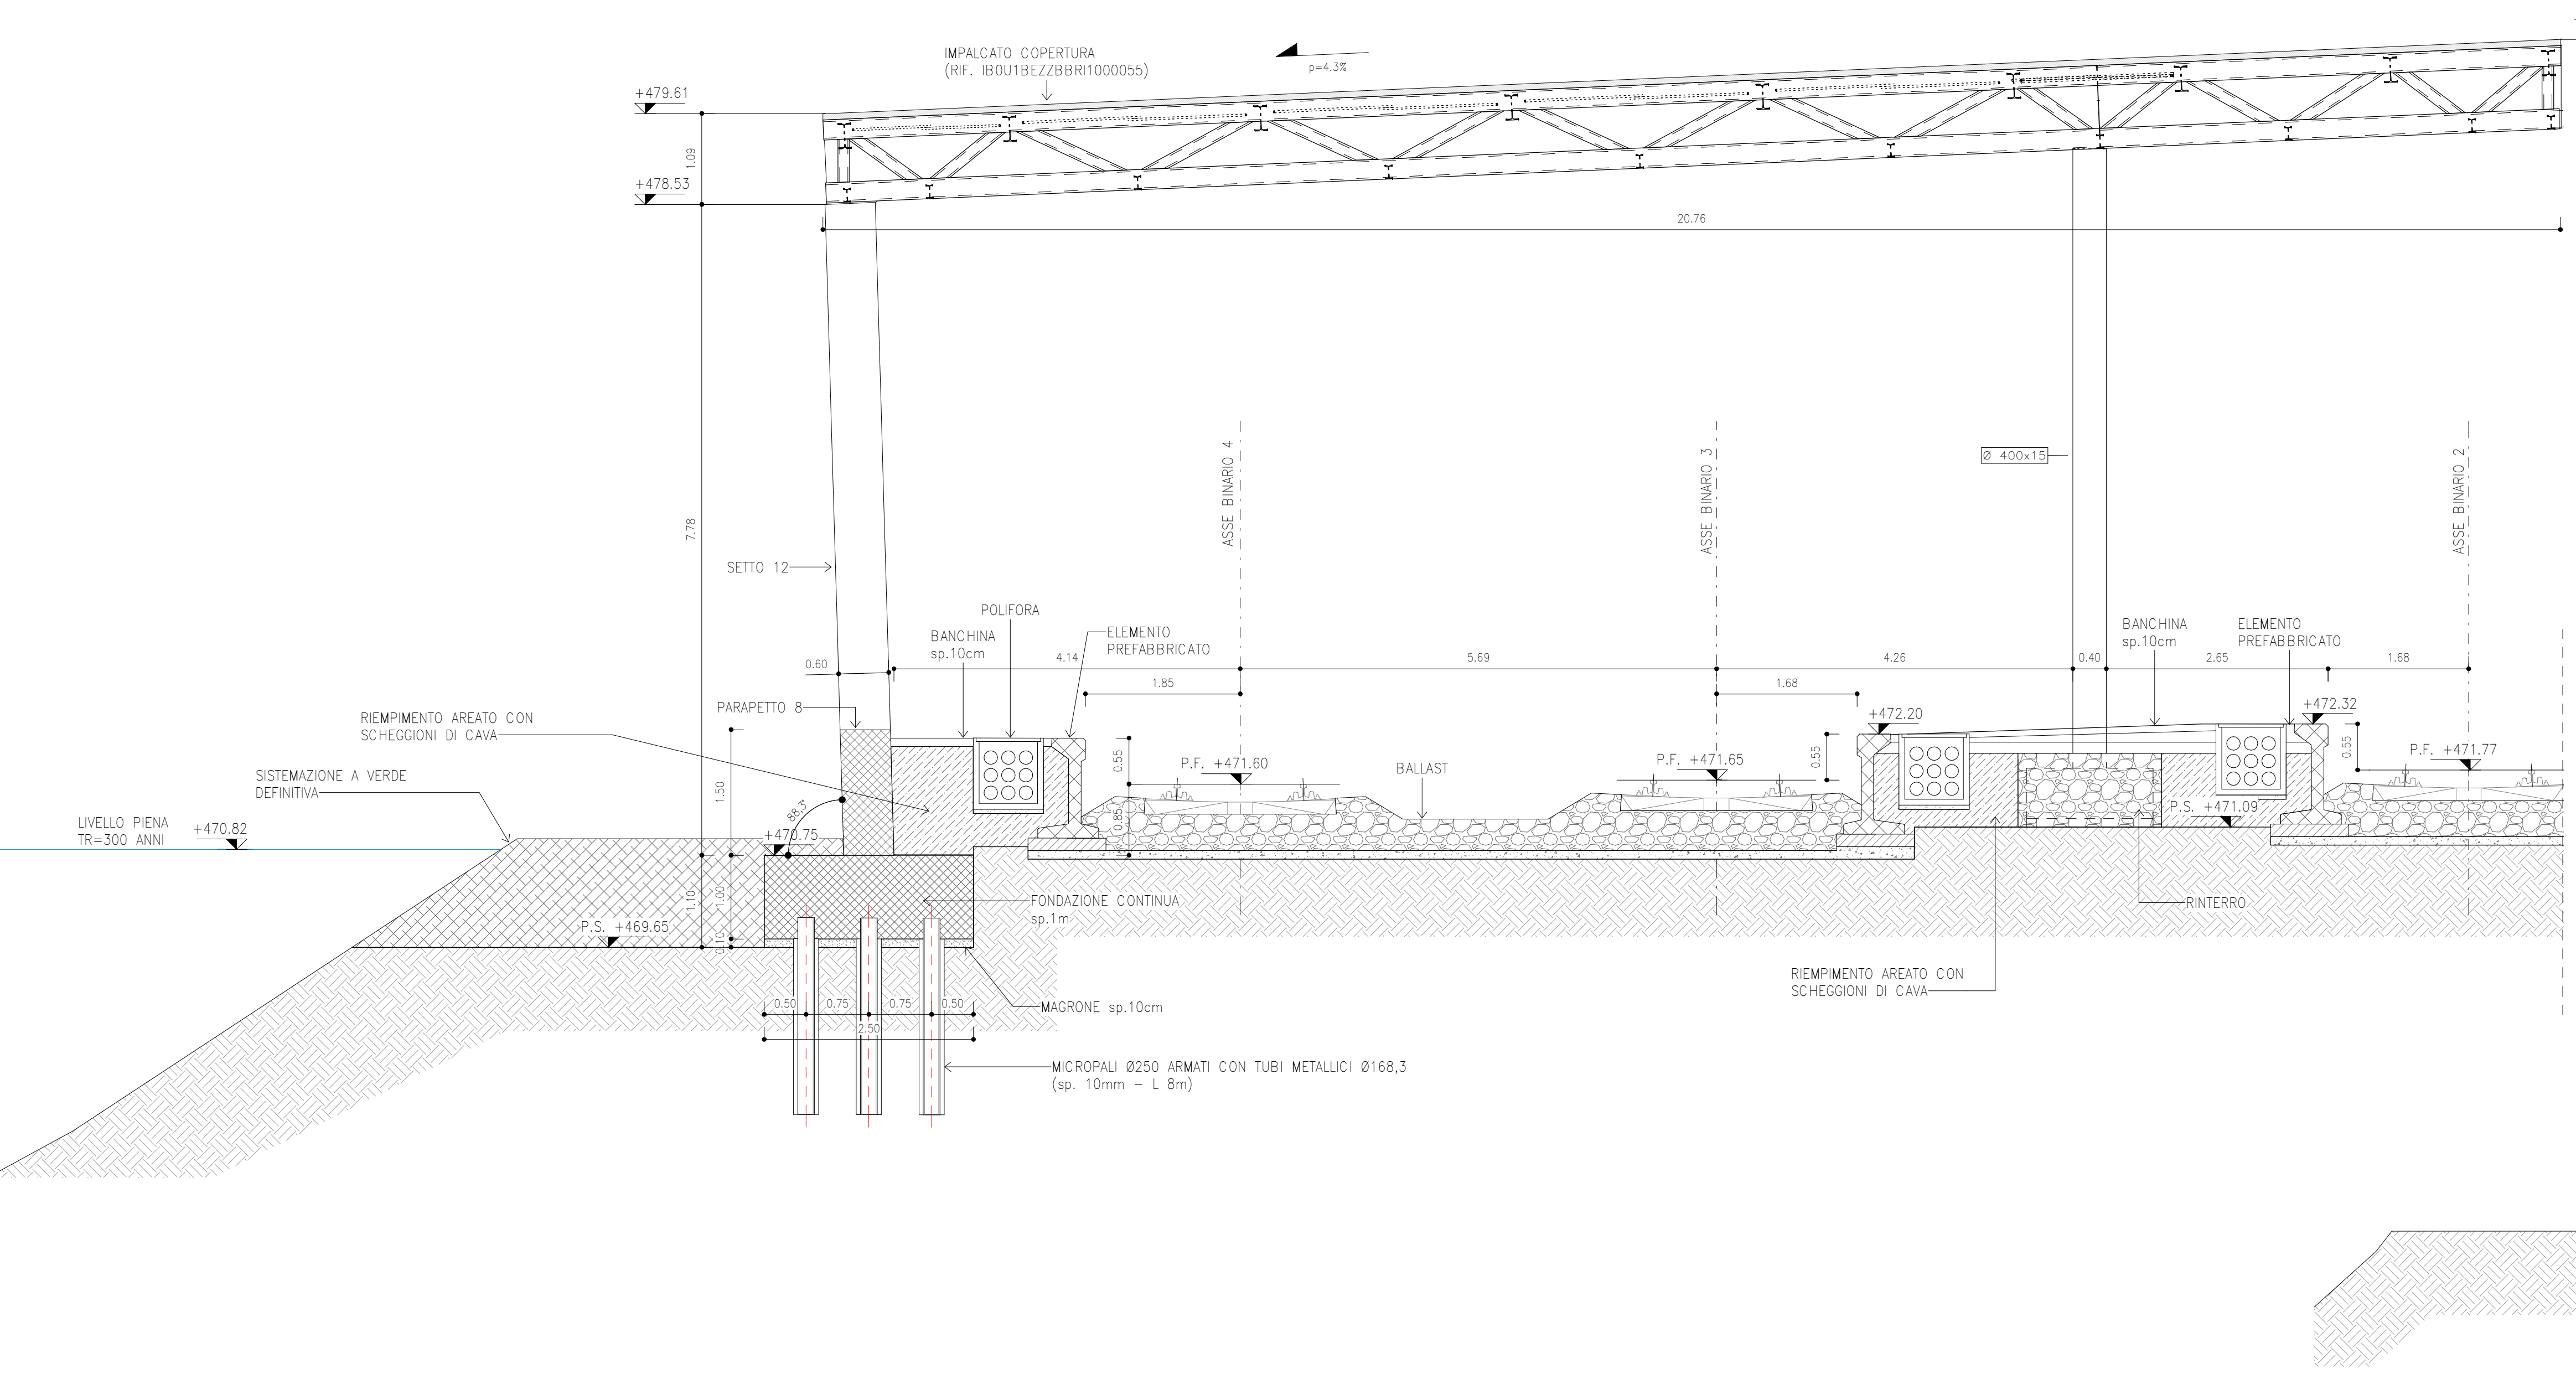 IMPALCATO COPERTURA
(RIF. IB0U1BEZZBBRI1000055)
p=4.3%
+479.61
1.09
+478.53
20.76
7.78
ASSE BINARIO 4
ASSE BINARIO 3
Ø 400x15
ASSE BINARIO 2
SETTO 12
POLIFORA
BANCHINA
sp.10cm
ELEMENTO
PREFABBRICATO
BANCHINA
sp.10cm
ELEMENTO
PREFABBRICATO
0.60
4.14
5.69
4.26
0.40
2.65
1.68
1.85
1.68
PARAPETTO 8
RIEMPIMENTO AREATO CON
SCHEGGIONI DI CAVA
+472.20
+472.32
0.55
P.F. +471.60
P.F. +471.65
0.55
0.55
P.F. +471.77
BALLAST
SISTEMAZIONE A VERDE
DEFINITIVA
1.50
88.3°
0.85
P.S. +471.09
LIVELLO PIENA
TR=300 ANNI
+470.82
+470.75
1.10
1.00
0.10
FONDAZIONE CONTINUA
sp.1m
RINTERRO
P.S. +469.65
RIEMPIMENTO AREATO CON
SCHEGGIONI DI CAVA
0.50
0.75
0.75
0.50
MAGRONE sp.10cm
2.50
MICROPALI Ø250 ARMATI CON TUBI METALLICI Ø168,3
(sp. 10mm - L 8m)